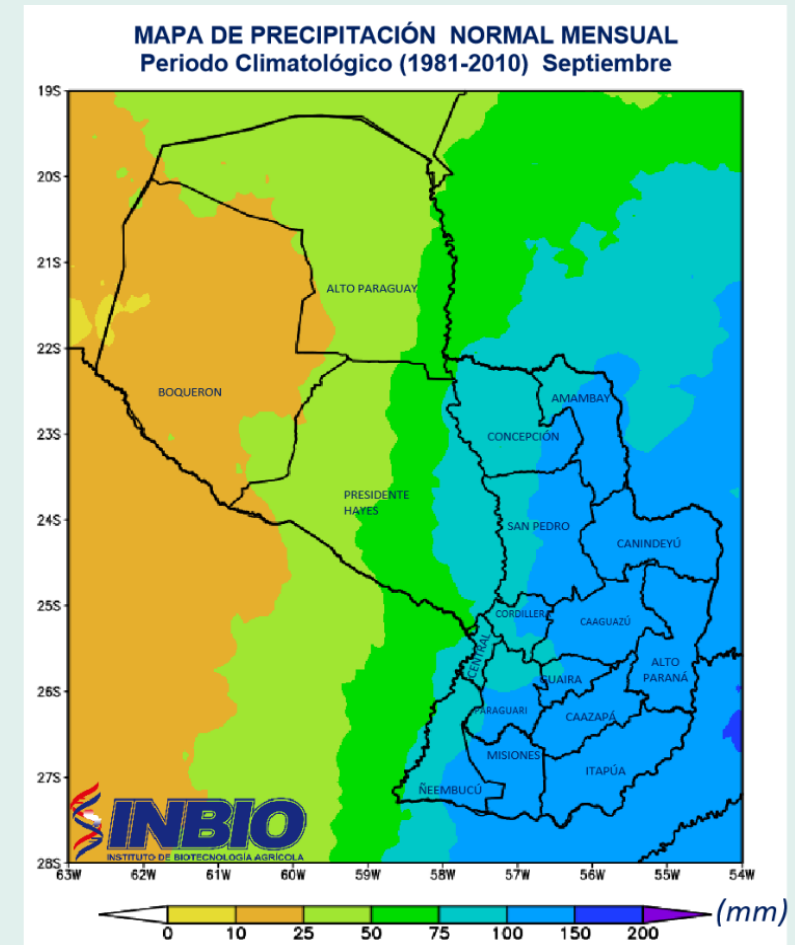 MAPA DE PRECIPITACIÓN NORMAL MENSUAL
Periodo Climatológico (1981-2010) Septiembre
19S
20S
21S
ALTO PARAGUAY
22S
BOQUERON
AMAMBAY
23S
CONCEPCIÓN
PRESIDENTE
HAYES
24S
SAN PEDRO
CANINDEYÚ
25S
CORDILLER
CAAGUAZÚ
CENTRAL
ALTO
PARANÁ
26S
GUAIRA
PARAGUARI
CAAZAPÁ
MISIONES
ITAPÚA
27S
ÑEEMBUCÚ
INBIO
INSTITUTO DE BIOTECNOLOGÍA AGRÍCOLA
28S
63W 62W 61W 60W 59W 58W 57W 56W 55W 54W
0 10 25 50 75 100 150 200 (mm)